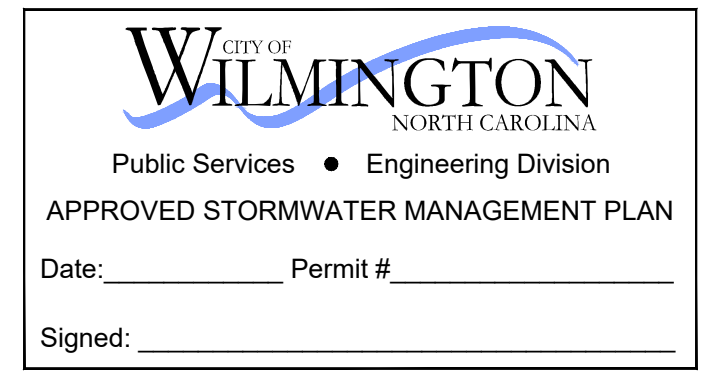 CITY OF
WILMINGTON
NORTH CAROLINA
Public Services ● Engineering Division
APPROVED STORMWATER MANAGEMENT PLAN
Date:____________ Permit #___________________
Signed: ____________________________________